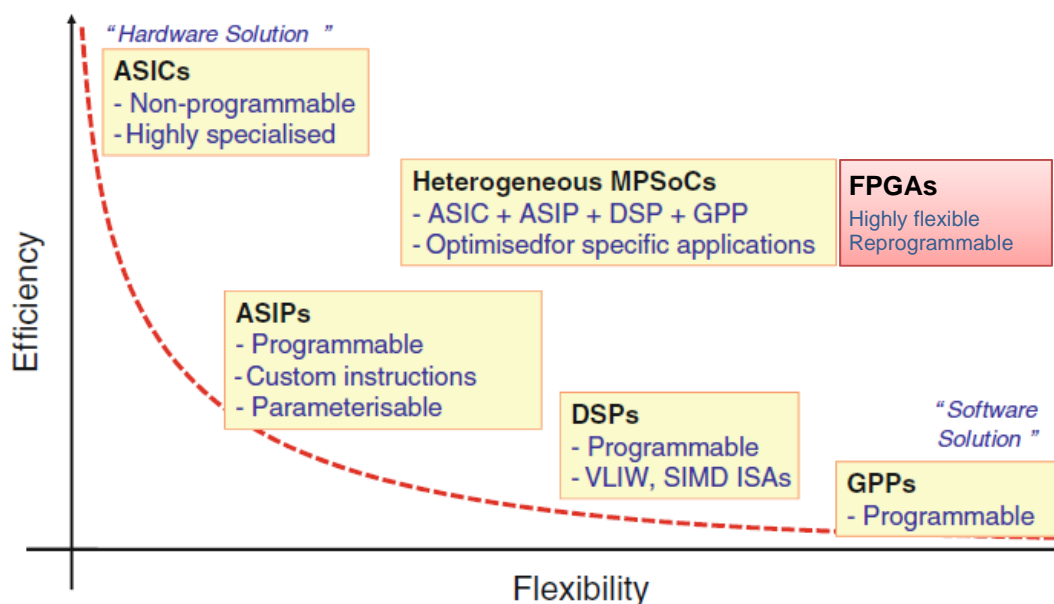 “ Hardware Solution ”
ASICs
- Non-programmable
- Highly specialised
Heterogeneous MPSoCs
- ASIC + ASIP + DSP + GPP
- Optimisedfor specific applications
FPGAs
Highly flexible
Reprogrammable
Efficiency
ASIPs
- Programmable
- Custom instructions
- Parameterisable
DSPs
- Programmable
- VLIW, SIMD ISAs
“Software
Solution ”
GPPs
- Programmable
Flexibility